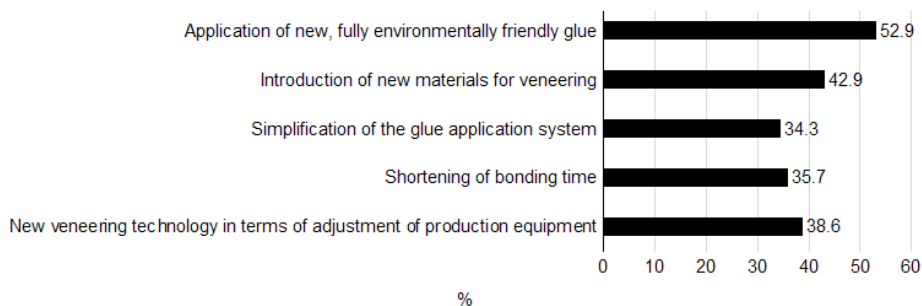 Application of new, fully environmentally friendly glue 52.9
Introduction of new materials for veneering 42.9
Simplification of the glue application system 34.3
Shortening of bonding time 35.7
New veneering technology in terms of adjustment of production equipment 38.6
0 10 20 30 40 50 60
%